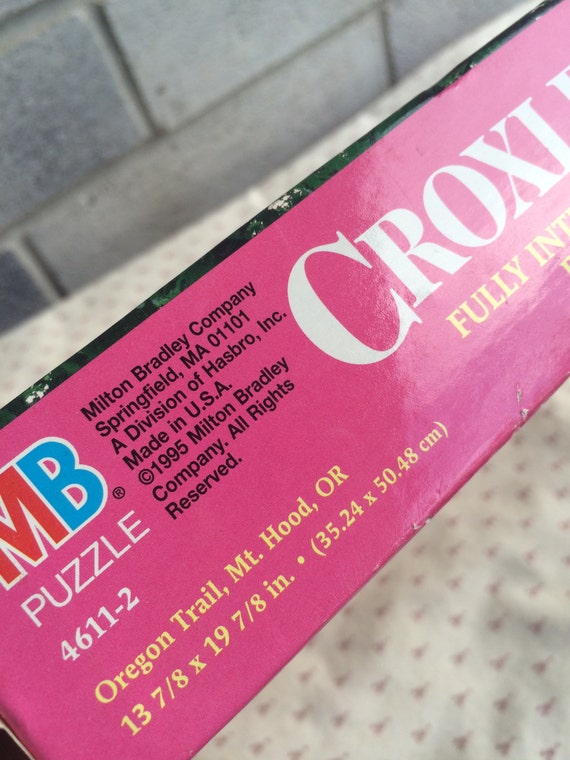 CROXLE
FULLY INT
Milton Bradley Company
Springfield, MA 01101
A Division of Hasbro, Inc.
Made in U.S.A.
©1995 Milton Bradley
Company. All Rights
Reserved.
MB®
PUZZLE
4611-2
Oregon Trail, Mt. Hood, OR
13 7/8 x 19 7/8 in. • (35.24 x 50.48 cm)